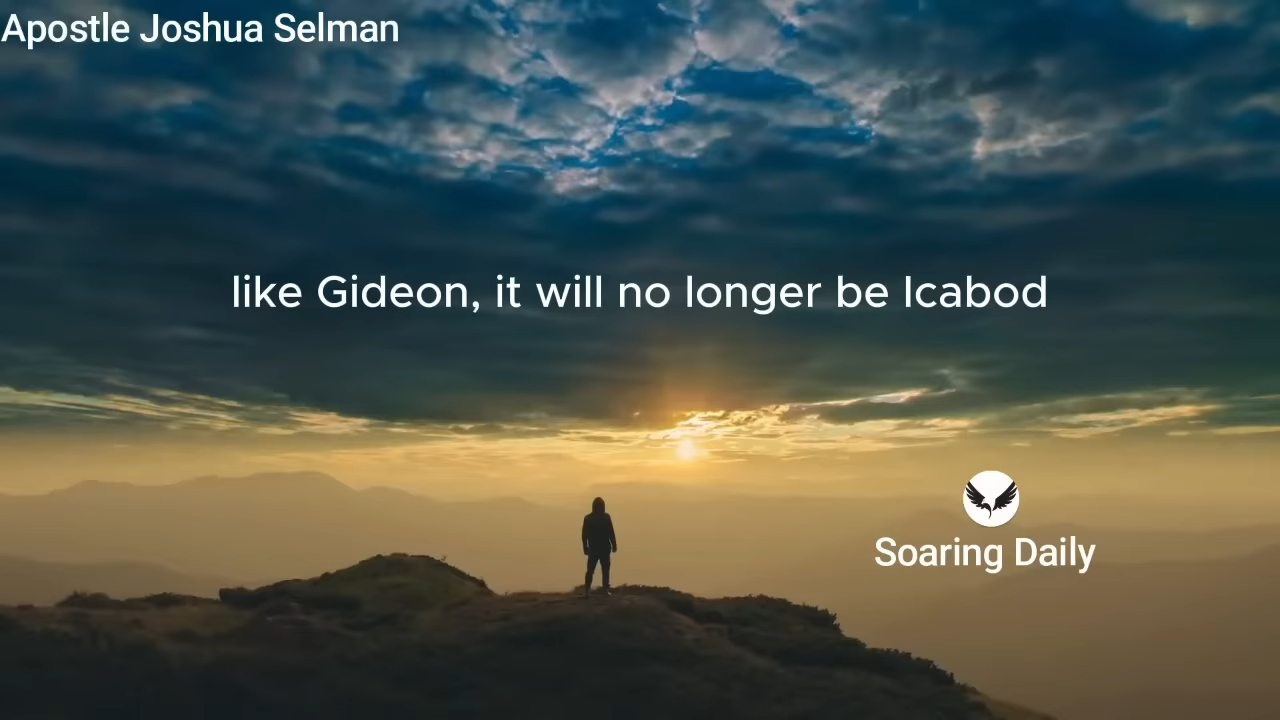 Apostle Joshua Selman
like Gideon, it will no longer be Icabod
Soaring Daily